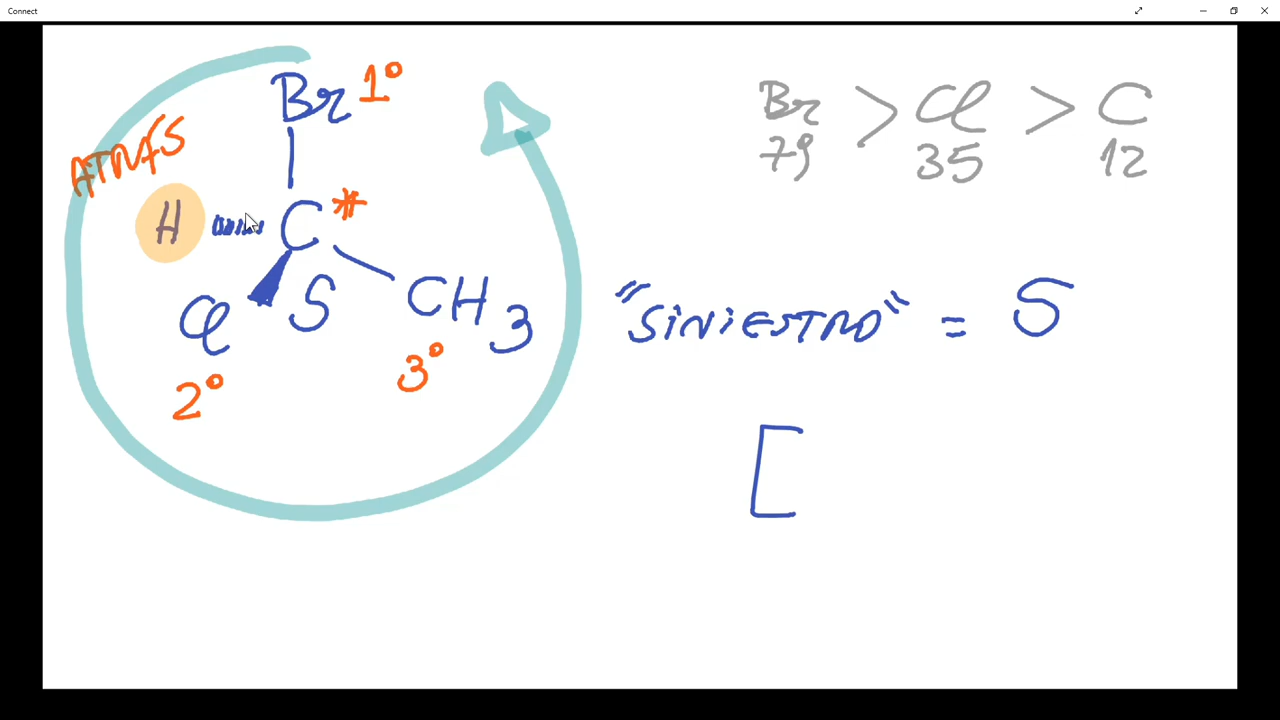 Connect
Br 1°
Br > Cl > C
79 35 12
ATRÁS
H C *
Cl S CH3
2° 3°
"SiNiESTRO" = S
[